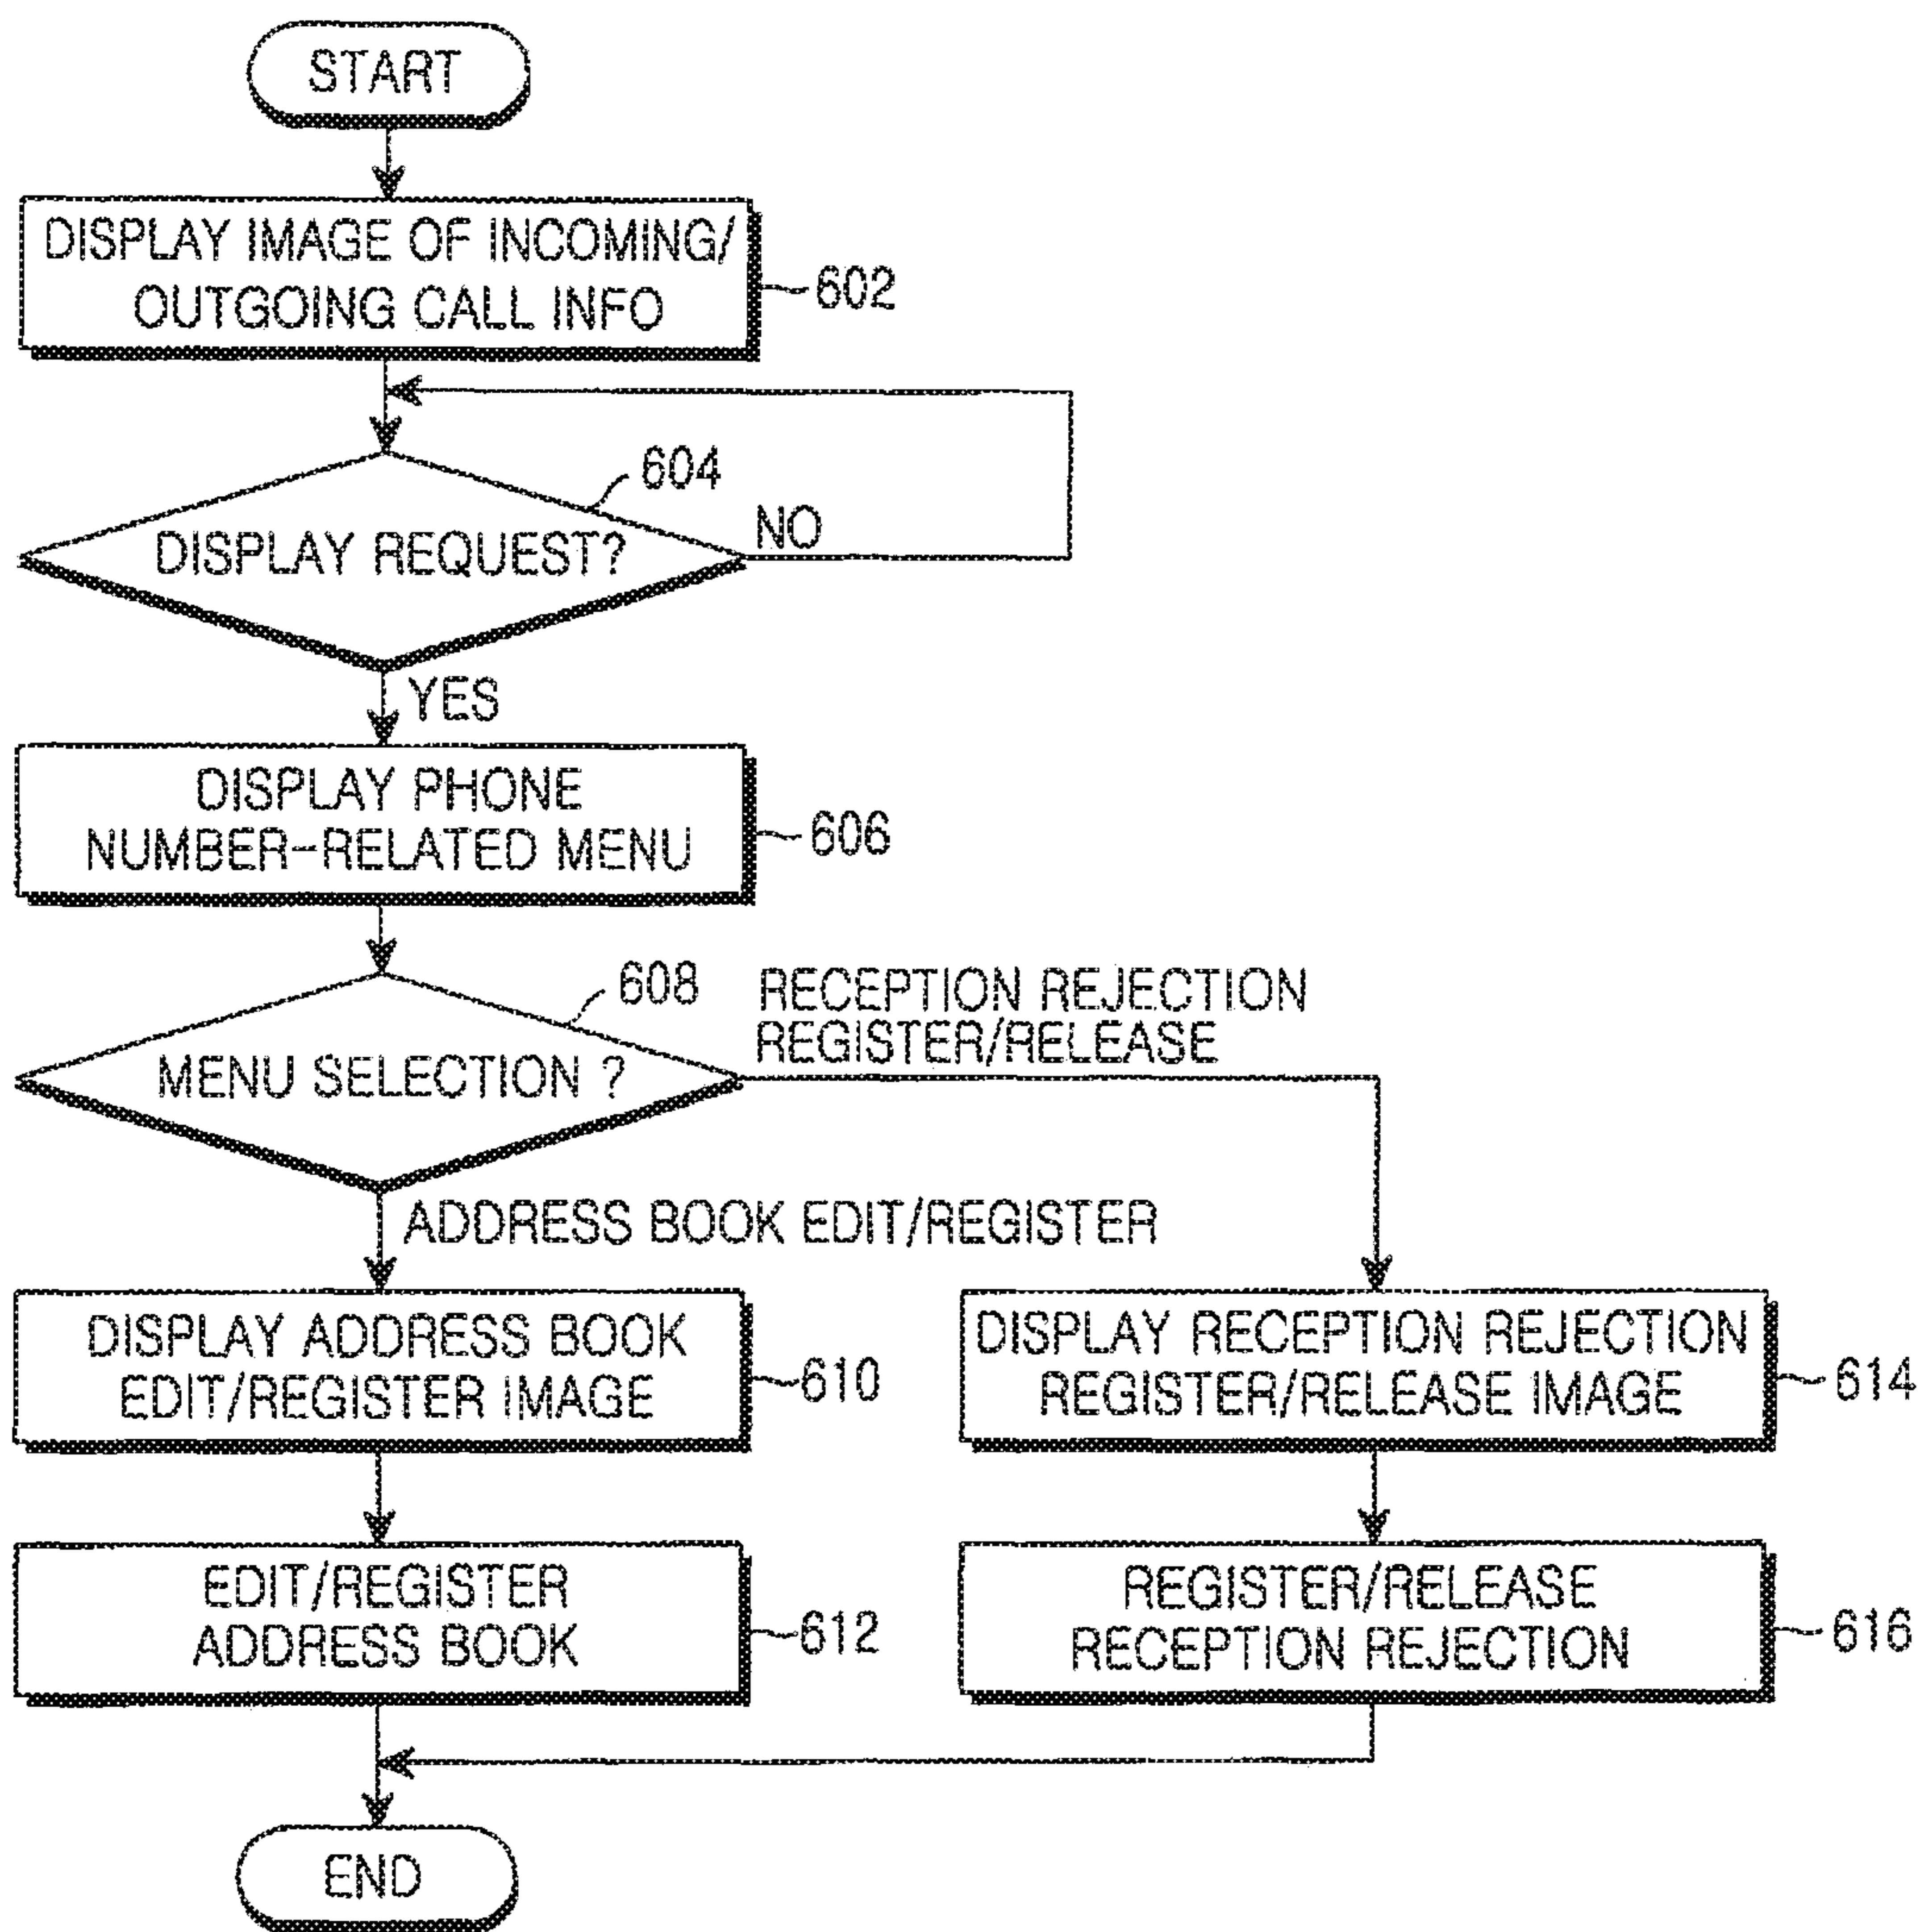 START
DISPLAY IMAGE OF INCOMING/
OUTGOING CALL INFO
602
604
DISPLAY REQUEST?
NO
YES
DISPLAY PHONE
NUMBER-RELATED MENU
606
608
MENU SELECTION ?
RECEPTION REJECTION
REGISTER/RELEASE
ADDRESS BOOK EDIT/REGISTER
DISPLAY ADDRESS BOOK
EDIT/REGISTER IMAGE
610
DISPLAY RECEPTION REJECTION
REGISTER/RELEASE IMAGE
614
EDIT/REGISTER
ADDRESS BOOK
612
REGISTER/RELEASE
RECEPTION REJECTION
616
END